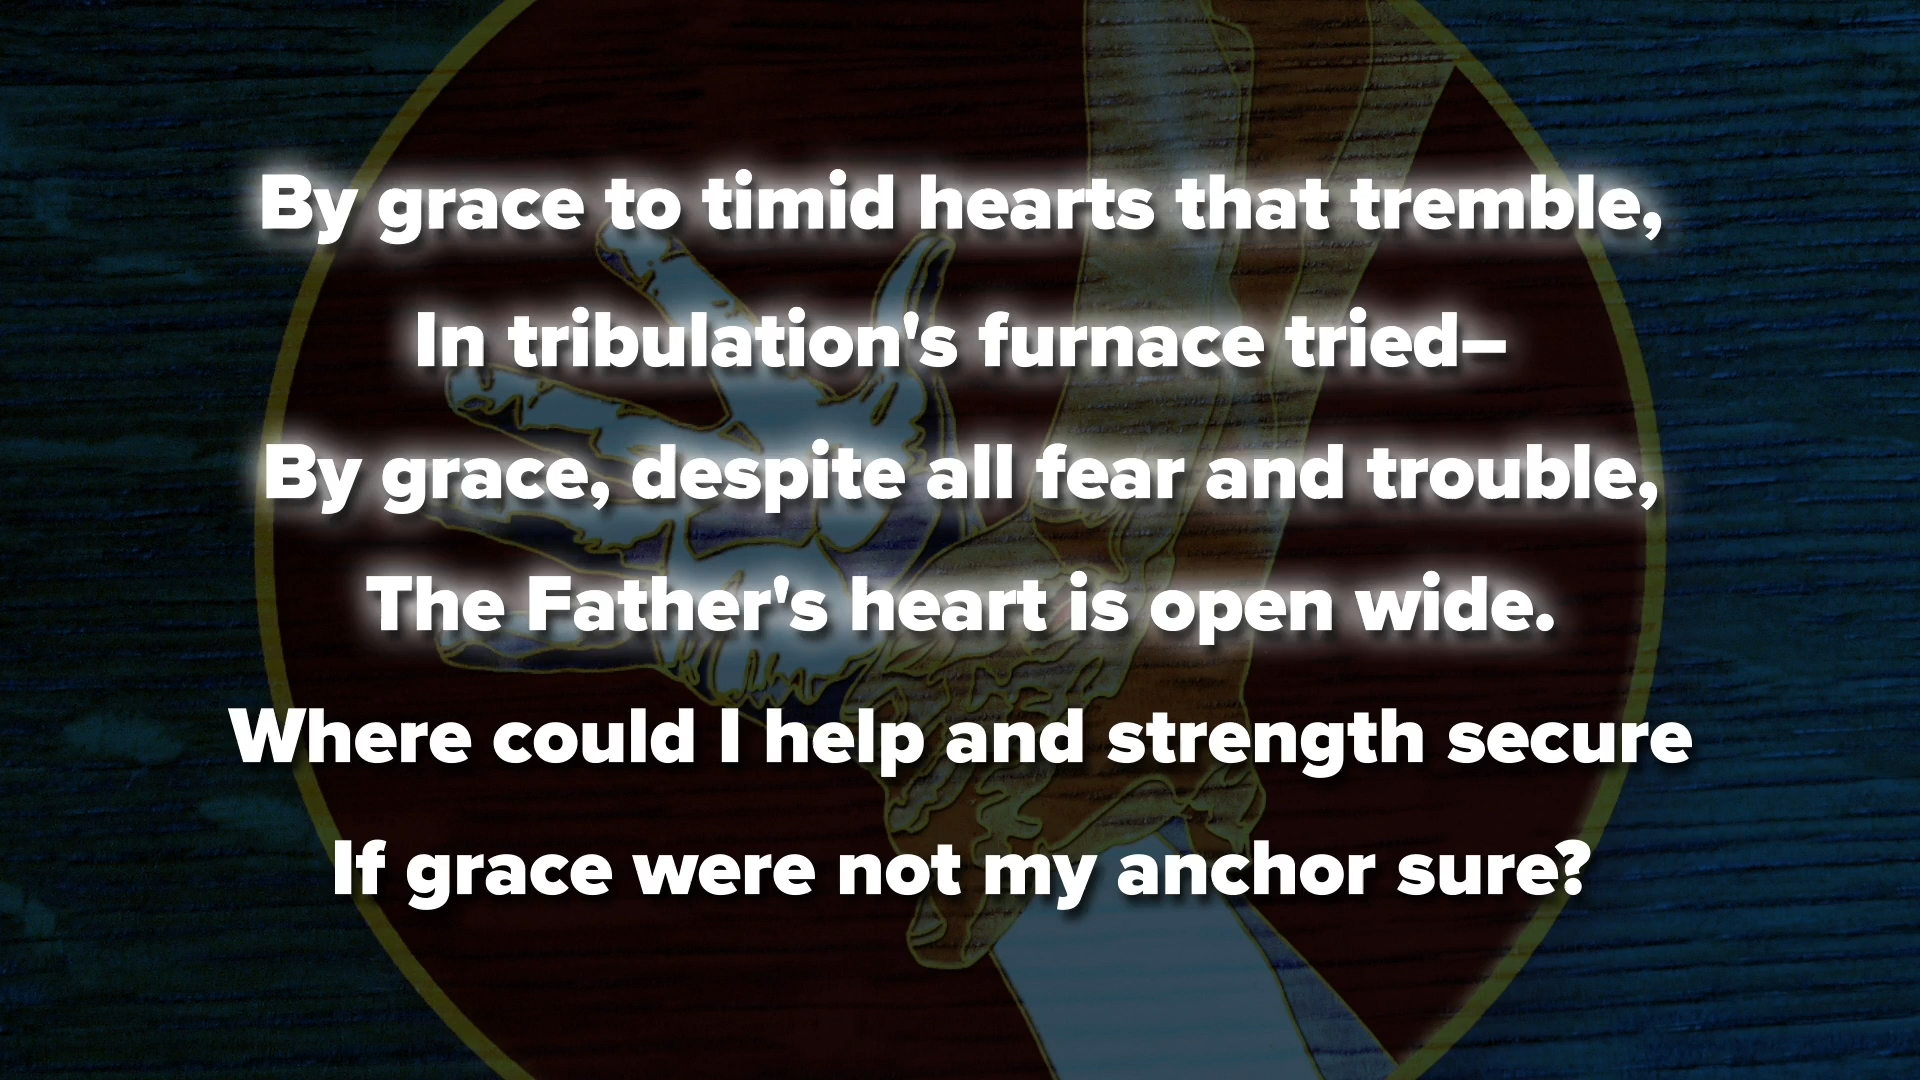 By grace to timid hearts that tremble,
In tribulation's furnace tried–
By grace, despite all fear and trouble,
The Father's heart is open wide.
Where could I help and strength secure
If grace were not my anchor sure?